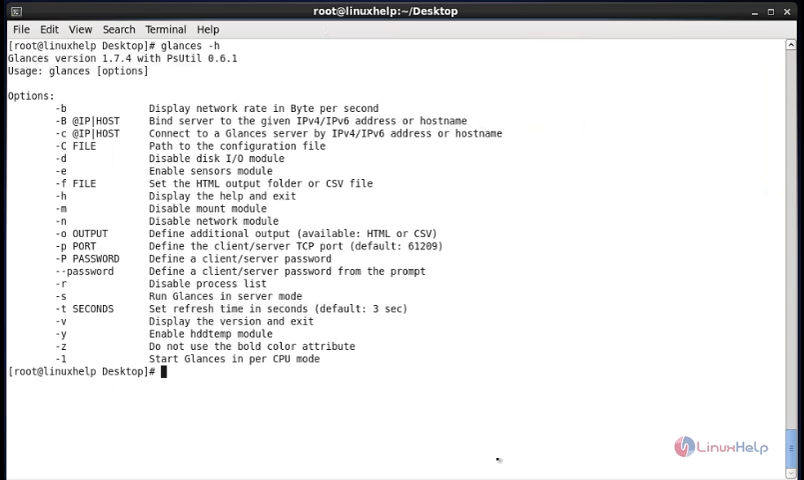 root@linuxhelp:~/Desktop
File Edit View Search Terminal Help
[root@linuxhelp Desktop]# glances -h
Glances version 1.7.4 with PsUtil 0.6.1
Usage: glances [options]
Options:
-b Display network rate in Byte per second
-B @IP|HOST Bind server to the given IPv4/IPv6 address or hostname
-c @IP|HOST Connect to a Glances server by IPv4/IPv6 address or hostname
-C FILE Path to the configuration file
-d Disable disk I/O module
-e Enable sensors module
-f FILE Set the HTML output folder or CSV file
-h Display the help and exit
-m Disable mount module
-n Disable network module
-o OUTPUT Define additional output (available: HTML or CSV)
-p PORT Define the client/server TCP port (default: 61209)
-P PASSWORD Define a client/server password
--password Define a client/server password from the prompt
-r Disable process list
-s Run Glances in server mode
-t SECONDS Set refresh time in seconds (default: 3 sec)
-v Display the version and exit
-y Enable hddtemp module
-z Do not use the bold color attribute
-1 Start Glances in per CPU mode
[root@linuxhelp Desktop]#
LinuxHelp